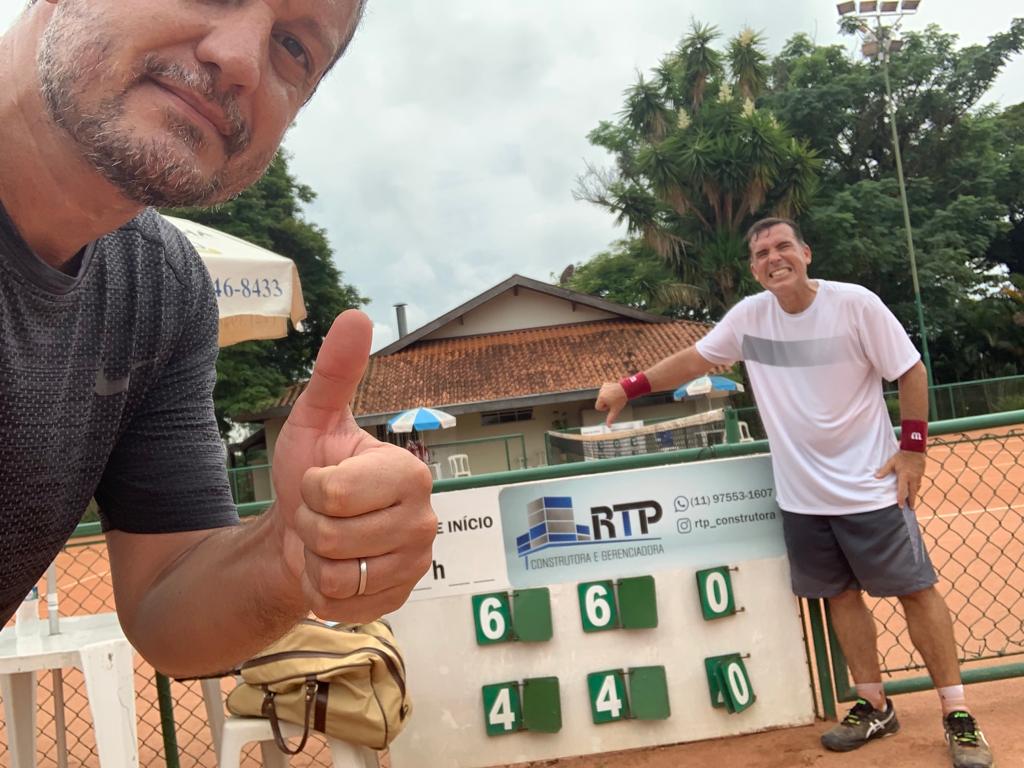 46-8433
E INÍCIO
h
RTP
CONSTRUTORA E GERENCIADORA
(11) 97553-1607
rtp_construtora
6 6 0
4 4 0
m